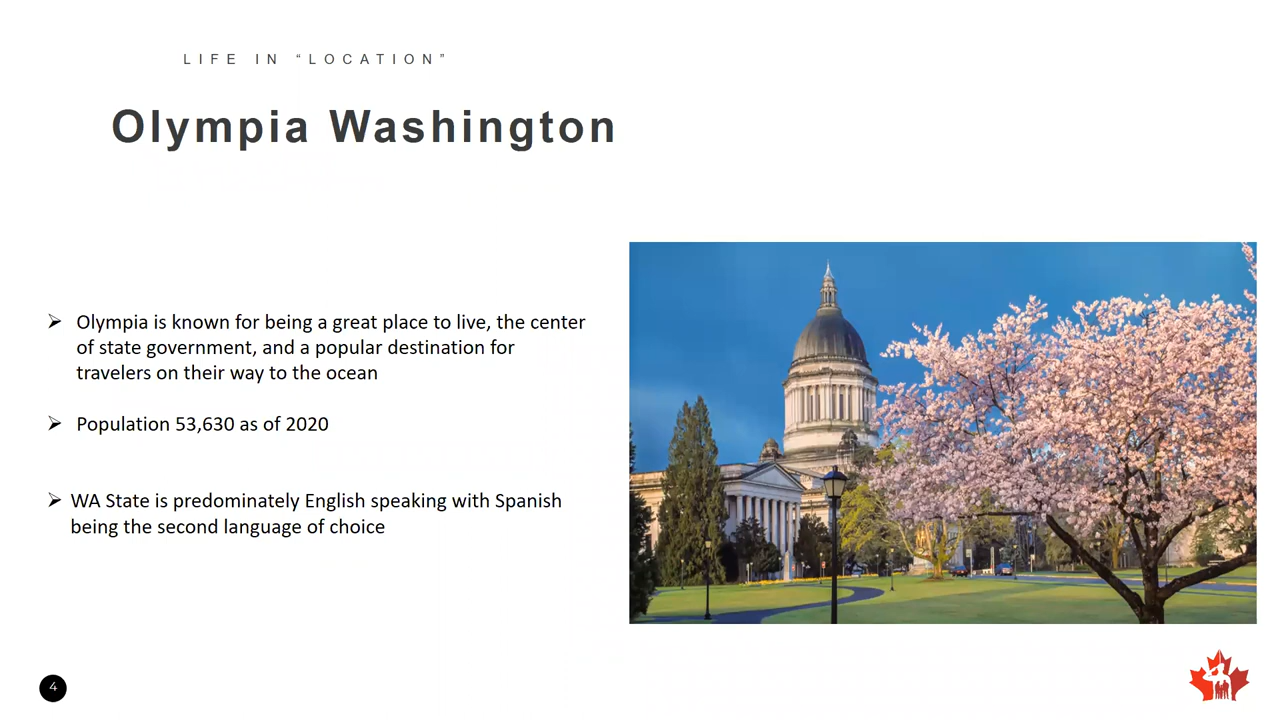 LIFE IN “LOCATION”
Olympia Washington
➢ Olympia is known for being a great place to live, the center
of state government, and a popular destination for
travelers on their way to the ocean
➢ Population 53,630 as of 2020
➢ WA State is predominately English speaking with Spanish
being the second language of choice
4